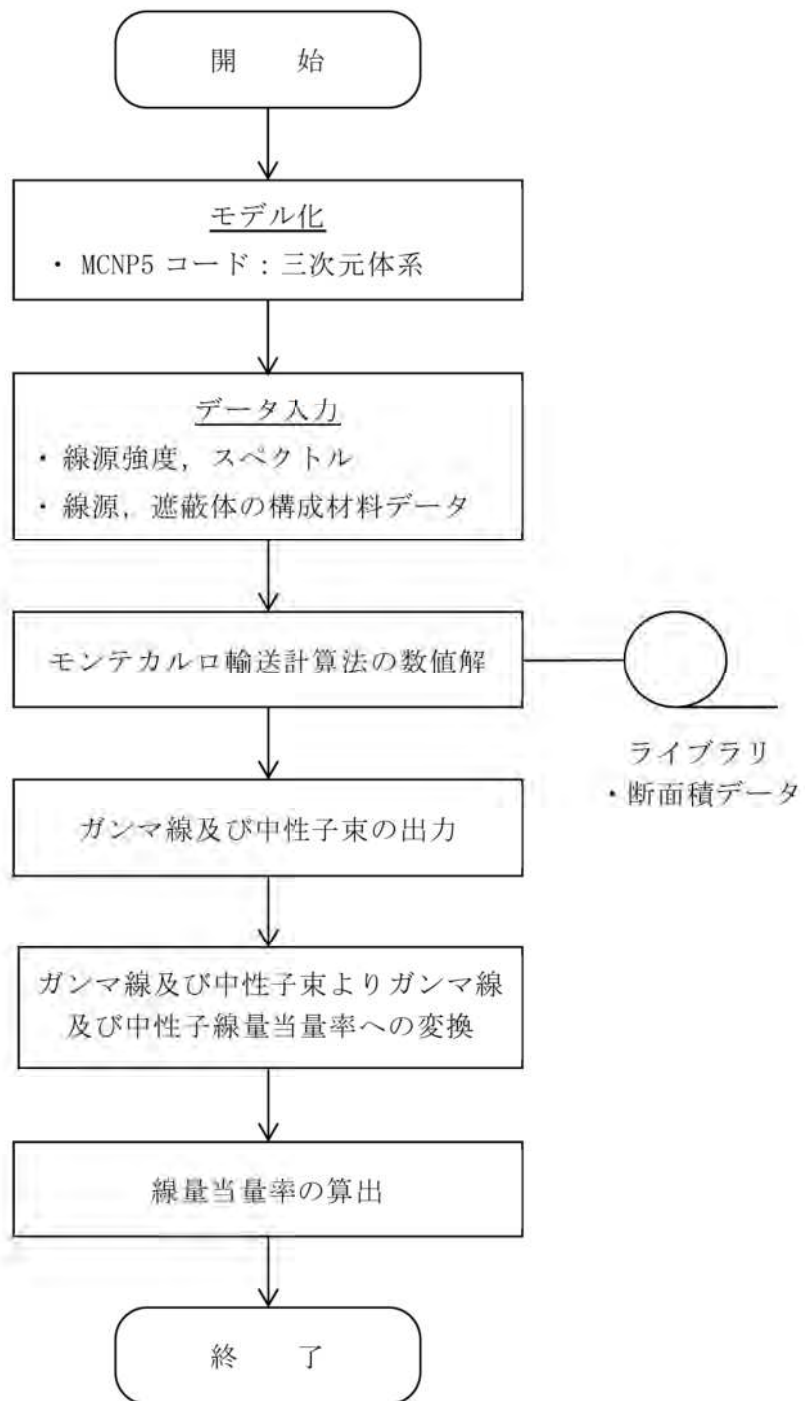 開 始
モデル化
・ MCNP5 コード：三次元体系
データ入力
・ 線源強度，スペクトル
・ 線源，遮蔽体の構成材料データ
モンテカルロ輸送計算法の数値解
ライブラリ
・断面積データ
ガンマ線及び中性子束の出力
ガンマ線及び中性子束よりガンマ線
及び中性子線量当量率への変換
線量当量率の算出
終 了